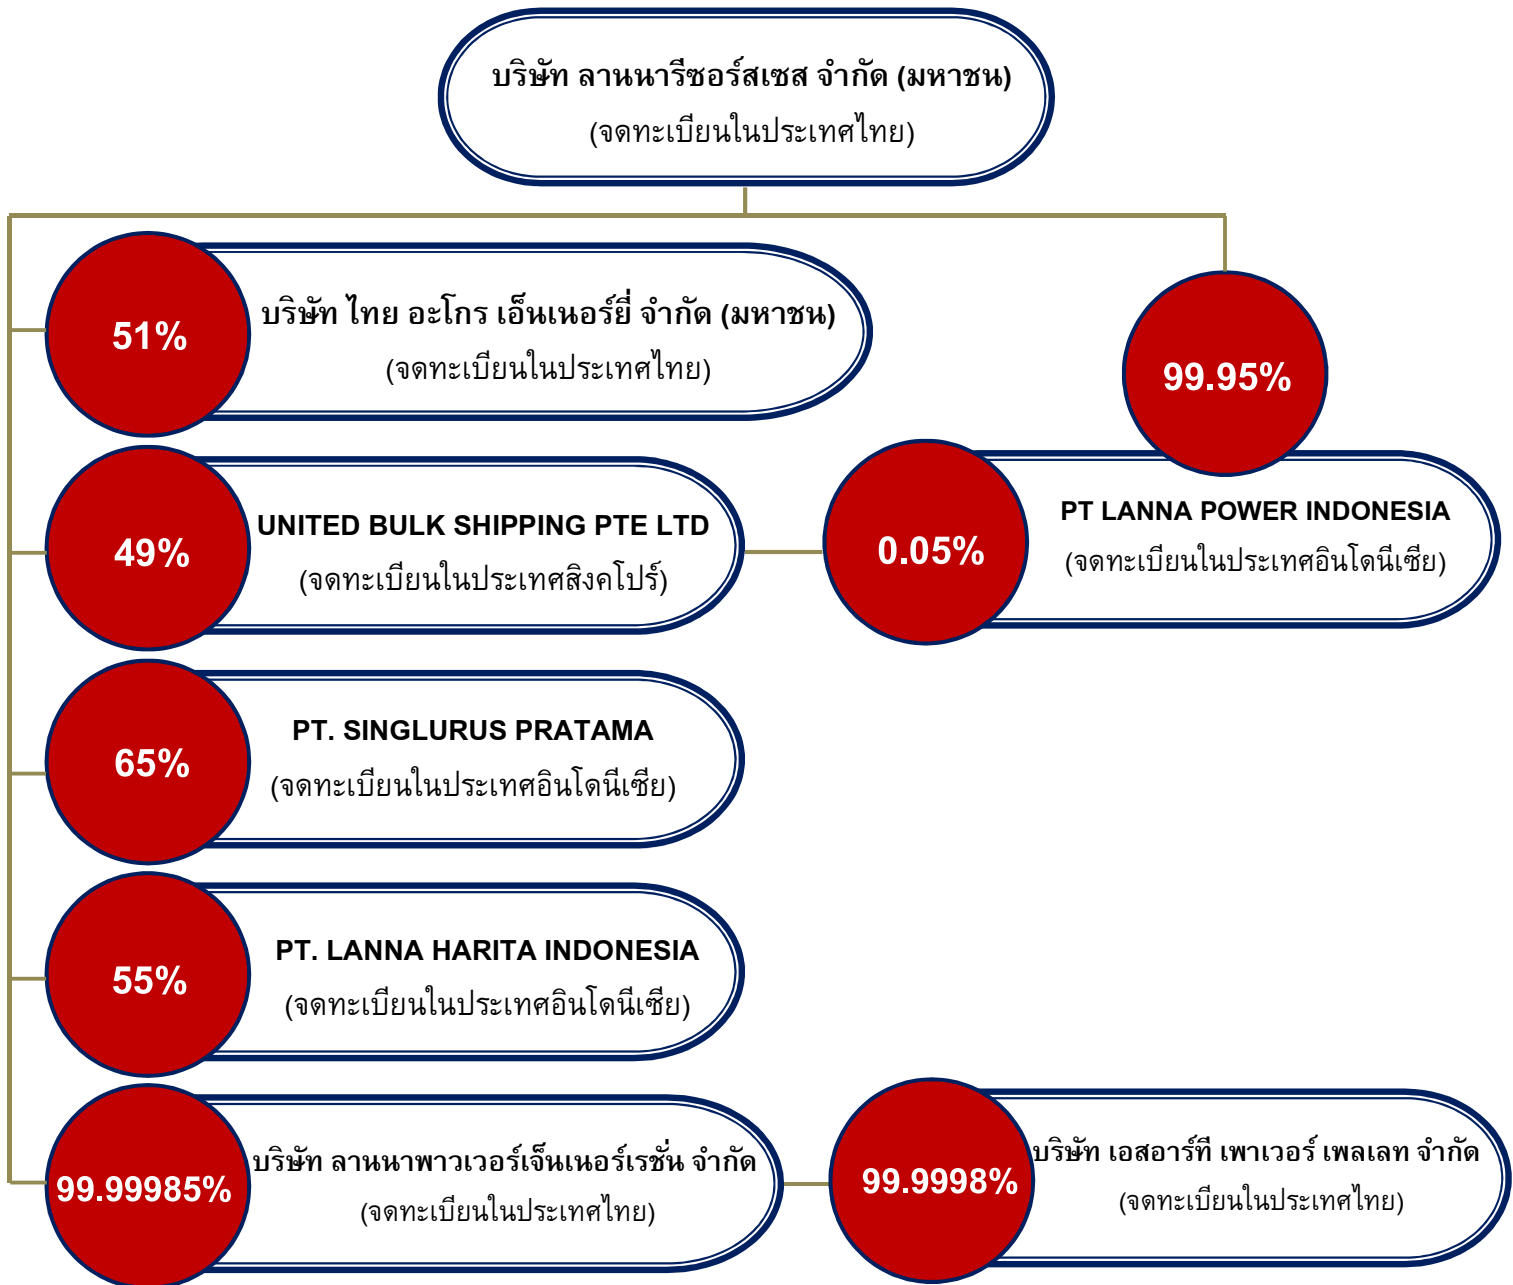 บริษัท ลานนารีซอร์สเซส จำกัด (มหาชน)
(จดทะเบียนในประเทศไทย)
51%
บริษัท ไทย อะโกร เอ็นเนอร์ยี่ จำกัด (มหาชน)
(จดทะเบียนในประเทศไทย)
99.95%
49%
UNITED BULK SHIPPING PTE LTD
(จดทะเบียนในประเทศสิงคโปร์)
0.05%
PT LANNA POWER INDONESIA
(จดทะเบียนในประเทศอินโดนีเซีย)
65%
PT. SINGLURUS PRATAMA
(จดทะเบียนในประเทศอินโดนีเซีย)
55%
PT. LANNA HARITA INDONESIA
(จดทะเบียนในประเทศอินโดนีเซีย)
99.99985%
บริษัท ลานนาพาวเวอร์เจ็นเนอร์เรชั่น จำกัด
(จดทะเบียนในประเทศไทย)
99.9998%
บริษัท เอสอาร์ที เพาเวอร์ เพลเลท จำกัด
(จดทะเบียนในประเทศไทย)